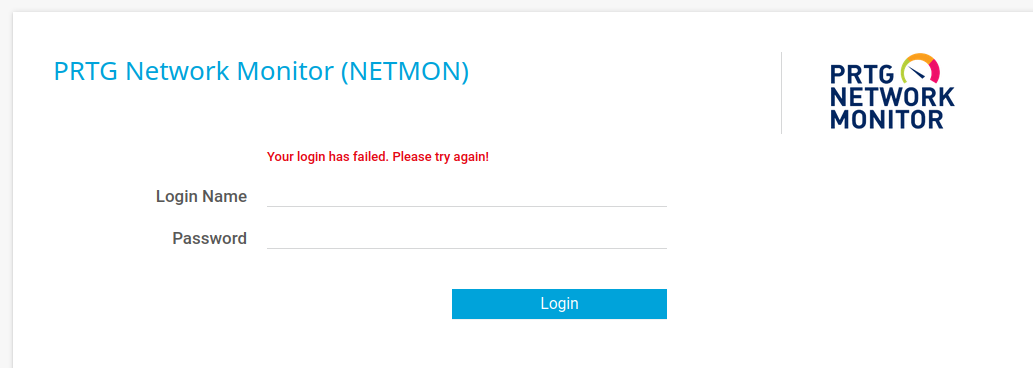 PRTG Network Monitor (NETMON)
PRTG
NETWORK
MONITOR
Your login has failed. Please try again!
Login Name
Password
Login